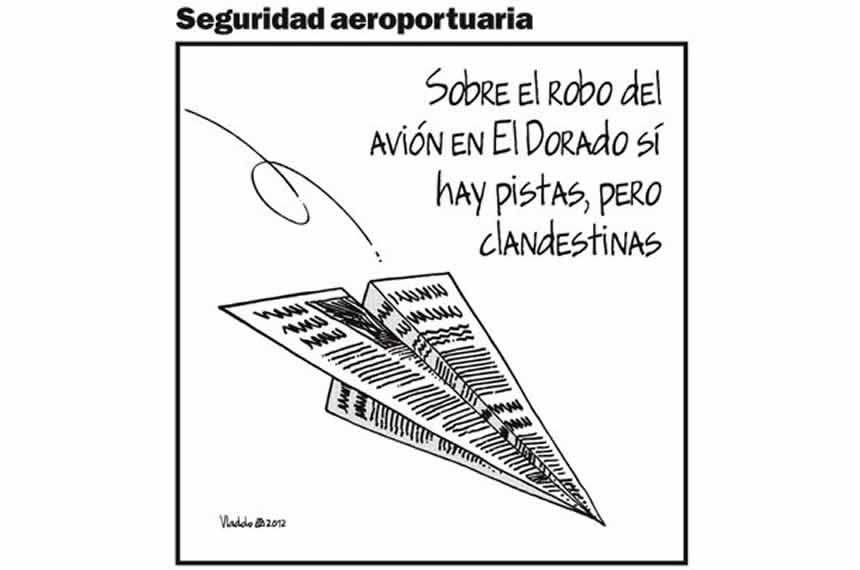 Seguridad aeroportuaria
Sobre el robo del
avión en El Dorado sí
hay pistas, pero
clandestinas
Vladdo 2012